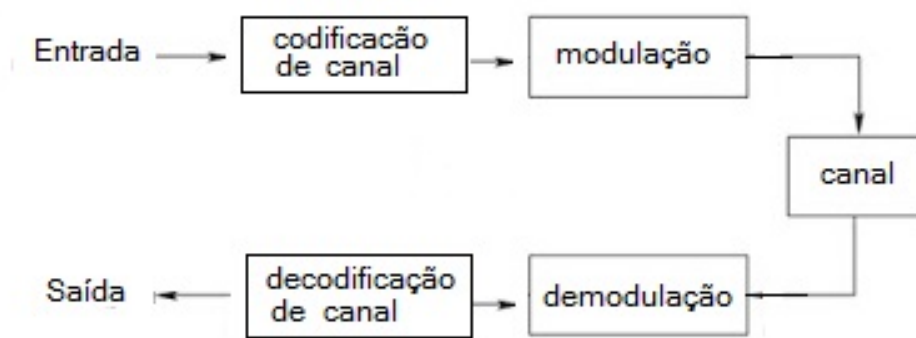 Entrada
codificacão
de canal
modulação
canal
Saída
decodificação
de canal
demodulação